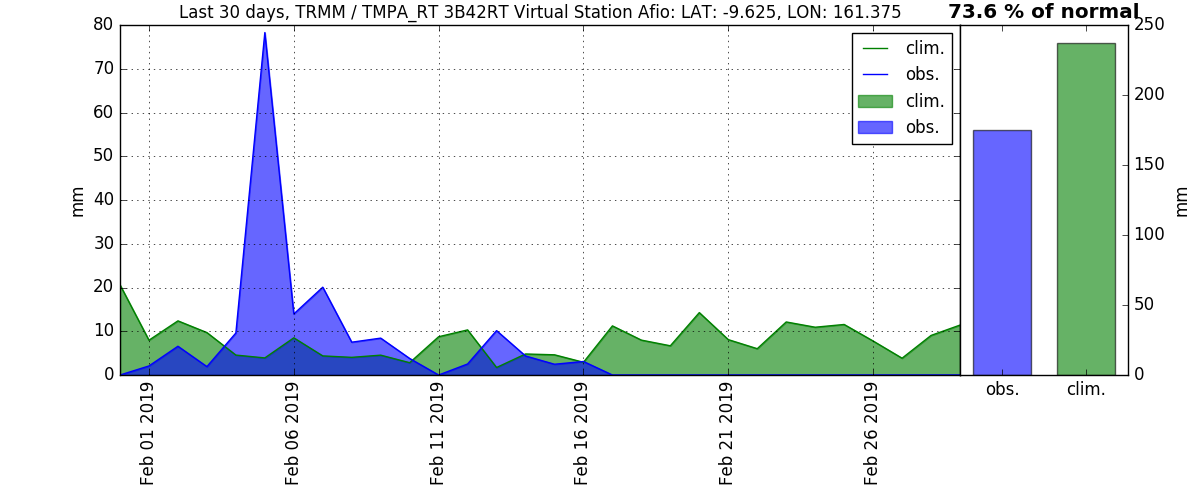 Last 30 days, TRMM / TMPA_RT 3B42RT Virtual Station Afio: LAT: -9.625, LON: 161.375
73.6 % of normal
80
70
60
50
40
30
20
10
0
mm
clim.
obs.
clim.
obs.
250
200
150
100
50
0
mm
obs.
clim.
Feb 01 2019
Feb 06 2019
Feb 11 2019
Feb 16 2019
Feb 21 2019
Feb 26 2019